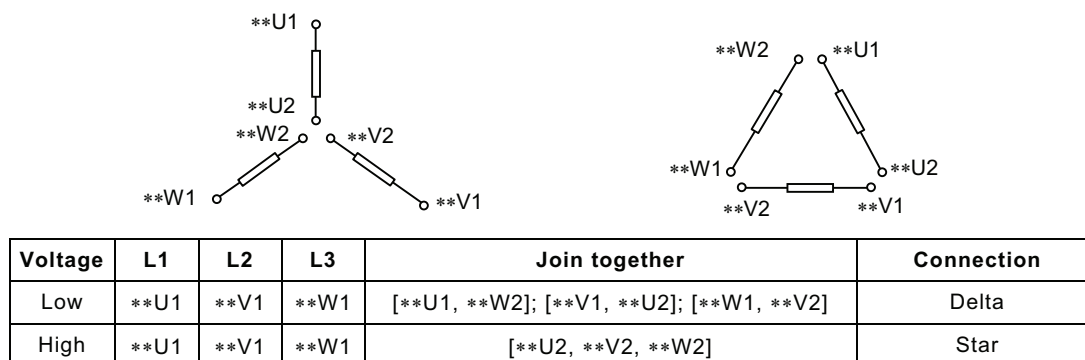 ∗∗U1
∗∗U2
∗∗W2 ∗∗V2
∗∗W1 ∗∗V1
∗∗W2 ∗∗U1
∗∗W1 ∗∗U2
∗∗V2 ∗∗V1
Voltage L1 L2 L3 Join together Connection
Low ∗∗U1 ∗∗V1 ∗∗W1 [∗∗U1, ∗∗W2]; [∗∗V1, ∗∗U2]; [∗∗W1, ∗∗V2] Delta
High ∗∗U1 ∗∗V1 ∗∗W1 [∗∗U2, ∗∗V2, ∗∗W2] Star